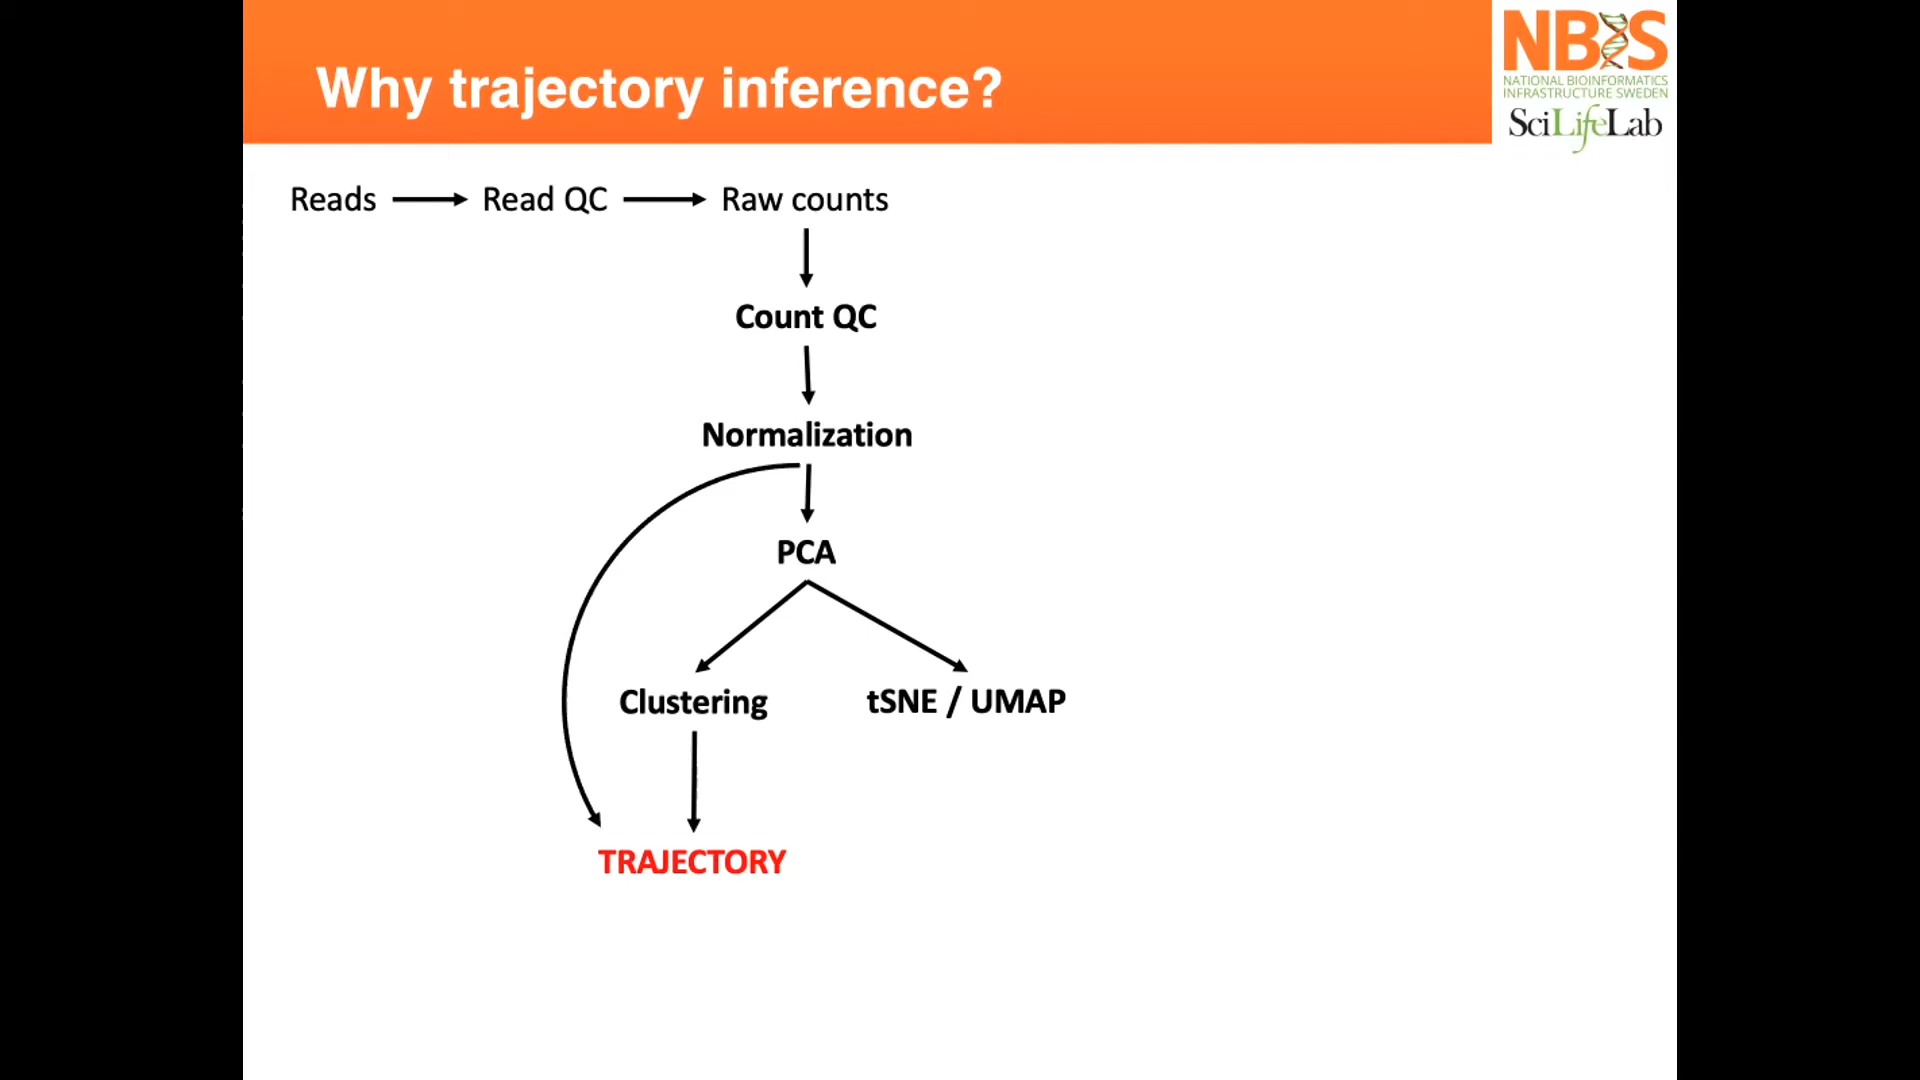 Why trajectory inference?
NBIS
NATIONAL BIOINFORMATICS
INFRASTRUCTURE SWEDEN
SciLifeLab
Reads Read QC Raw counts
Count QC
Normalization
PCA
Clustering tSNE / UMAP
TRAJECTORY